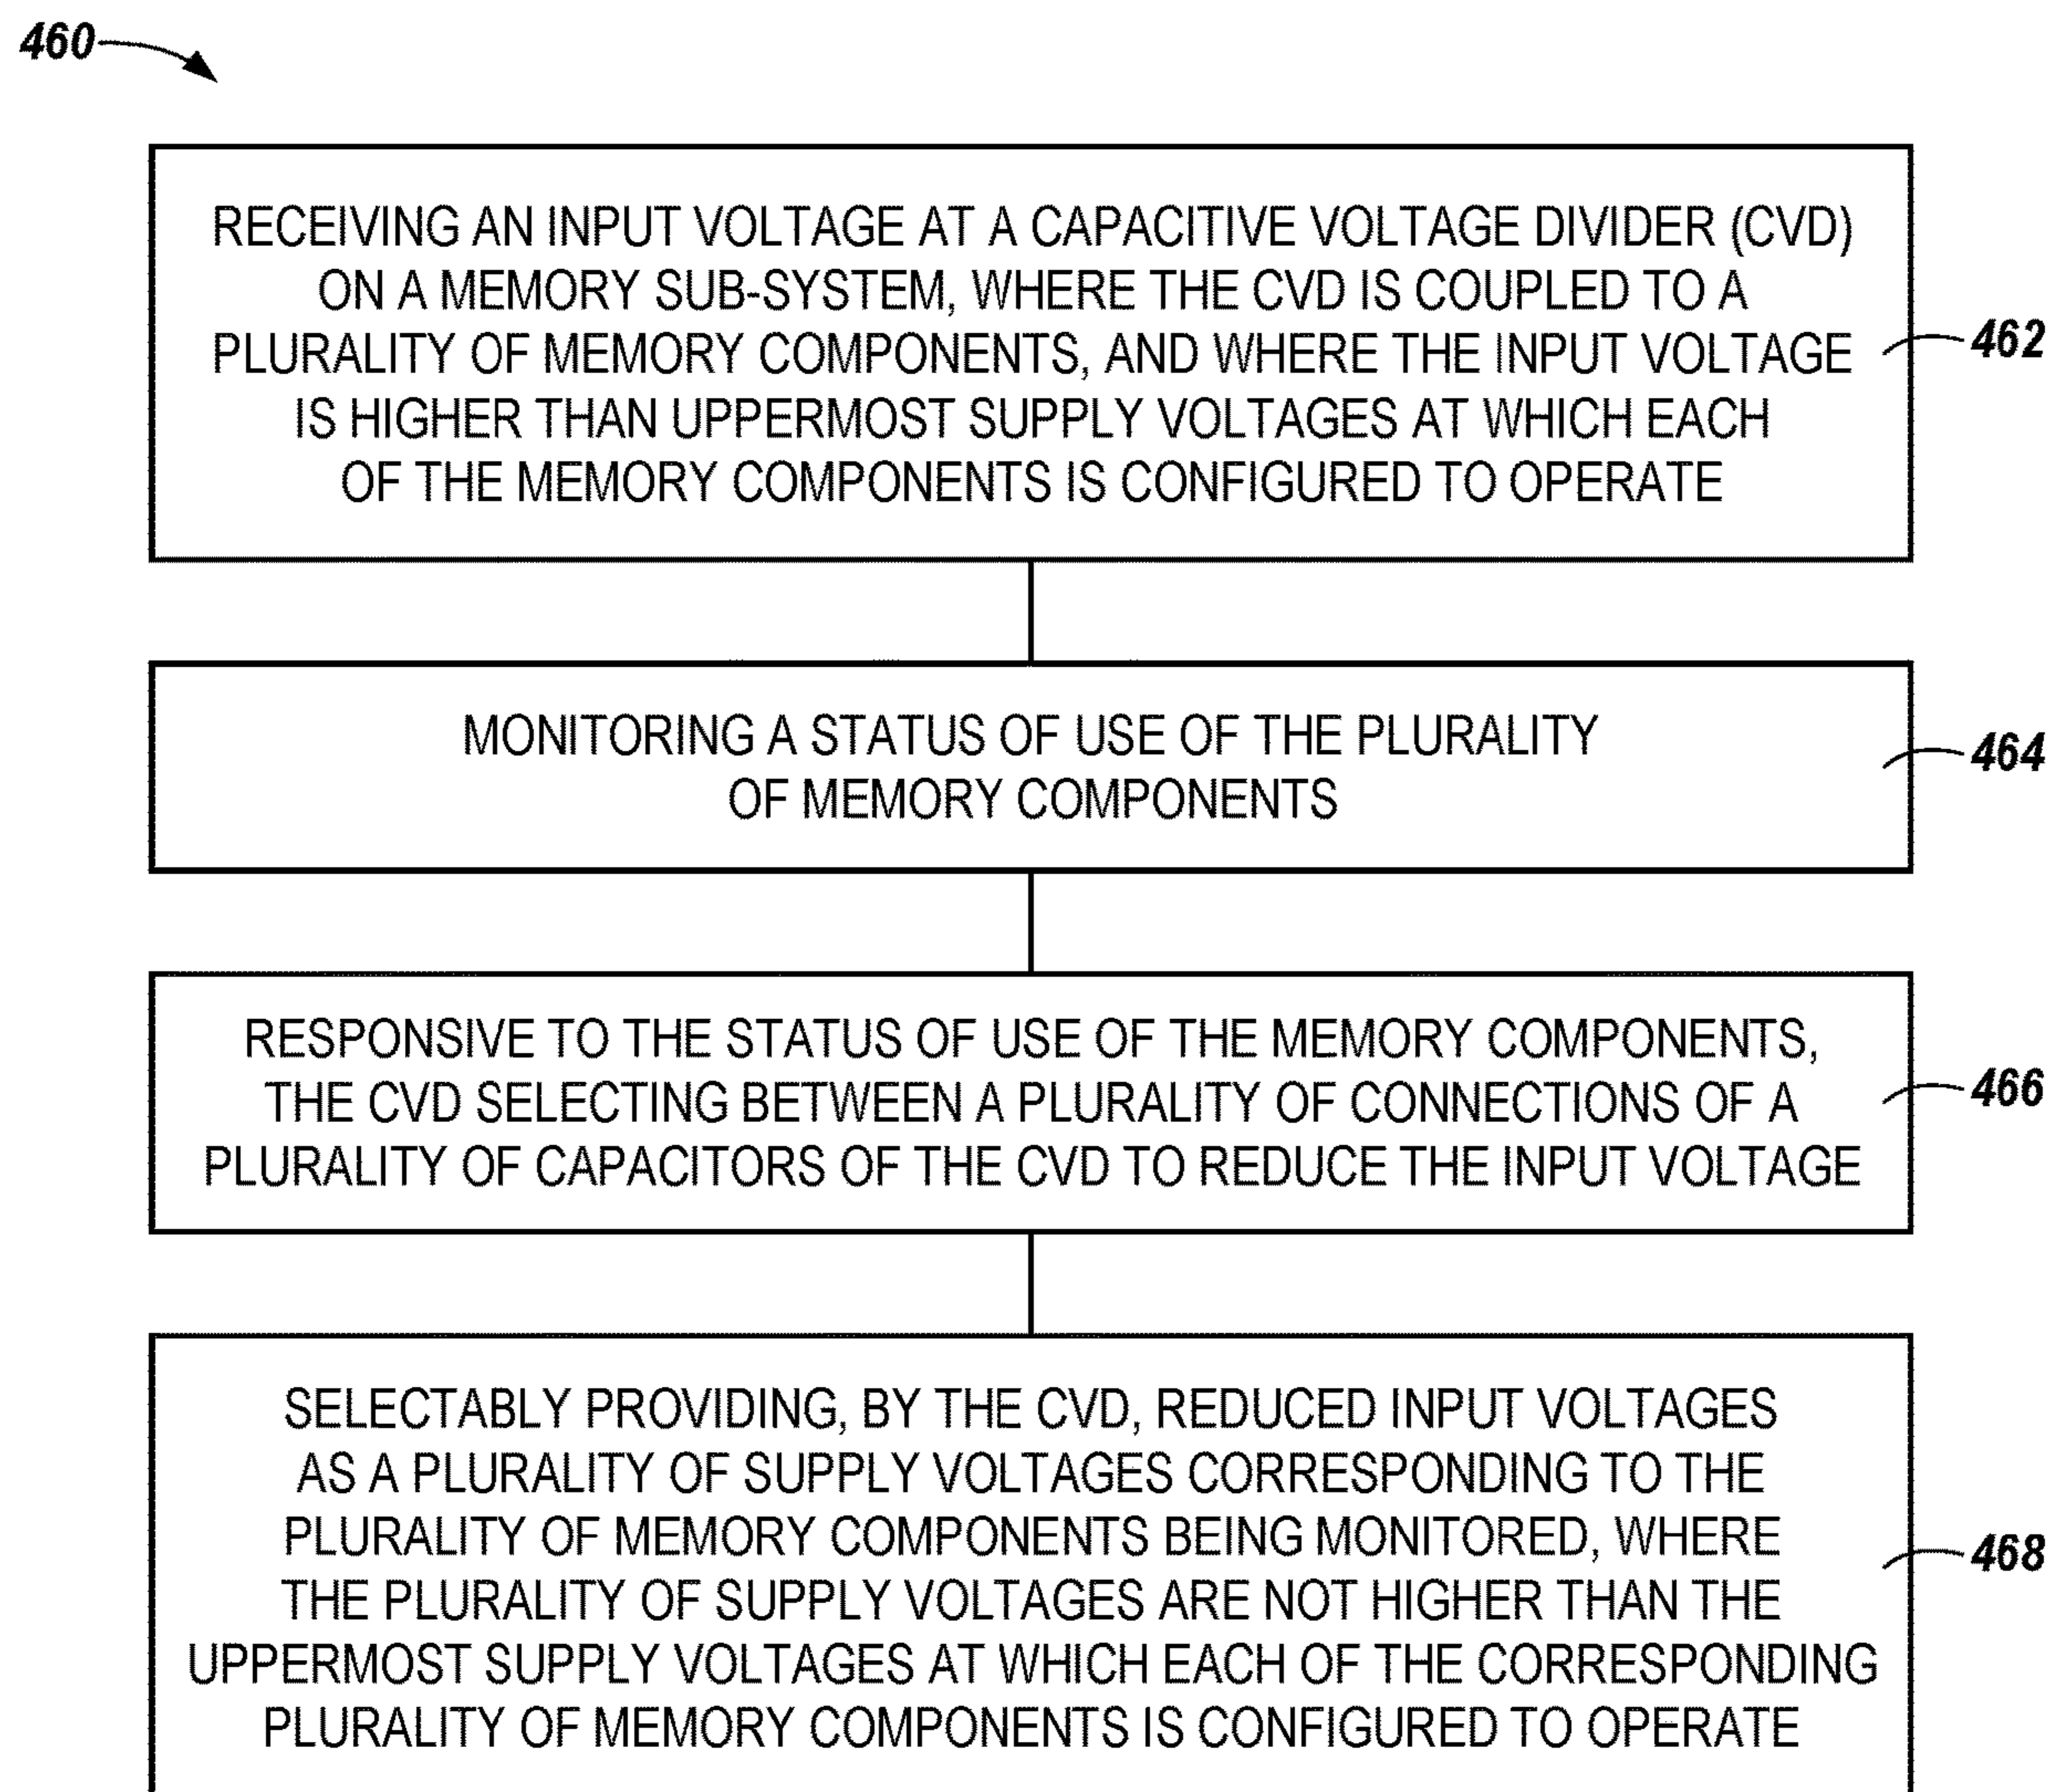 460
RECEIVING AN INPUT VOLTAGE AT A CAPACITIVE VOLTAGE DIVIDER (CVD)
ON A MEMORY SUB-SYSTEM, WHERE THE CVD IS COUPLED TO A
PLURALITY OF MEMORY COMPONENTS, AND WHERE THE INPUT VOLTAGE
IS HIGHER THAN UPPERMOST SUPPLY VOLTAGES AT WHICH EACH
OF THE MEMORY COMPONENTS IS CONFIGURED TO OPERATE
462
MONITORING A STATUS OF USE OF THE PLURALITY
OF MEMORY COMPONENTS
464
RESPONSIVE TO THE STATUS OF USE OF THE MEMORY COMPONENTS,
THE CVD SELECTING BETWEEN A PLURALITY OF CONNECTIONS OF A
PLURALITY OF CAPACITORS OF THE CVD TO REDUCE THE INPUT VOLTAGE
466
SELECTABLY PROVIDING, BY THE CVD, REDUCED INPUT VOLTAGES
AS A PLURALITY OF SUPPLY VOLTAGES CORRESPONDING TO THE
PLURALITY OF MEMORY COMPONENTS BEING MONITORED, WHERE
THE PLURALITY OF SUPPLY VOLTAGES ARE NOT HIGHER THAN THE
UPPERMOST SUPPLY VOLTAGES AT WHICH EACH OF THE CORRESPONDING
PLURALITY OF MEMORY COMPONENTS IS CONFIGURED TO OPERATE
468